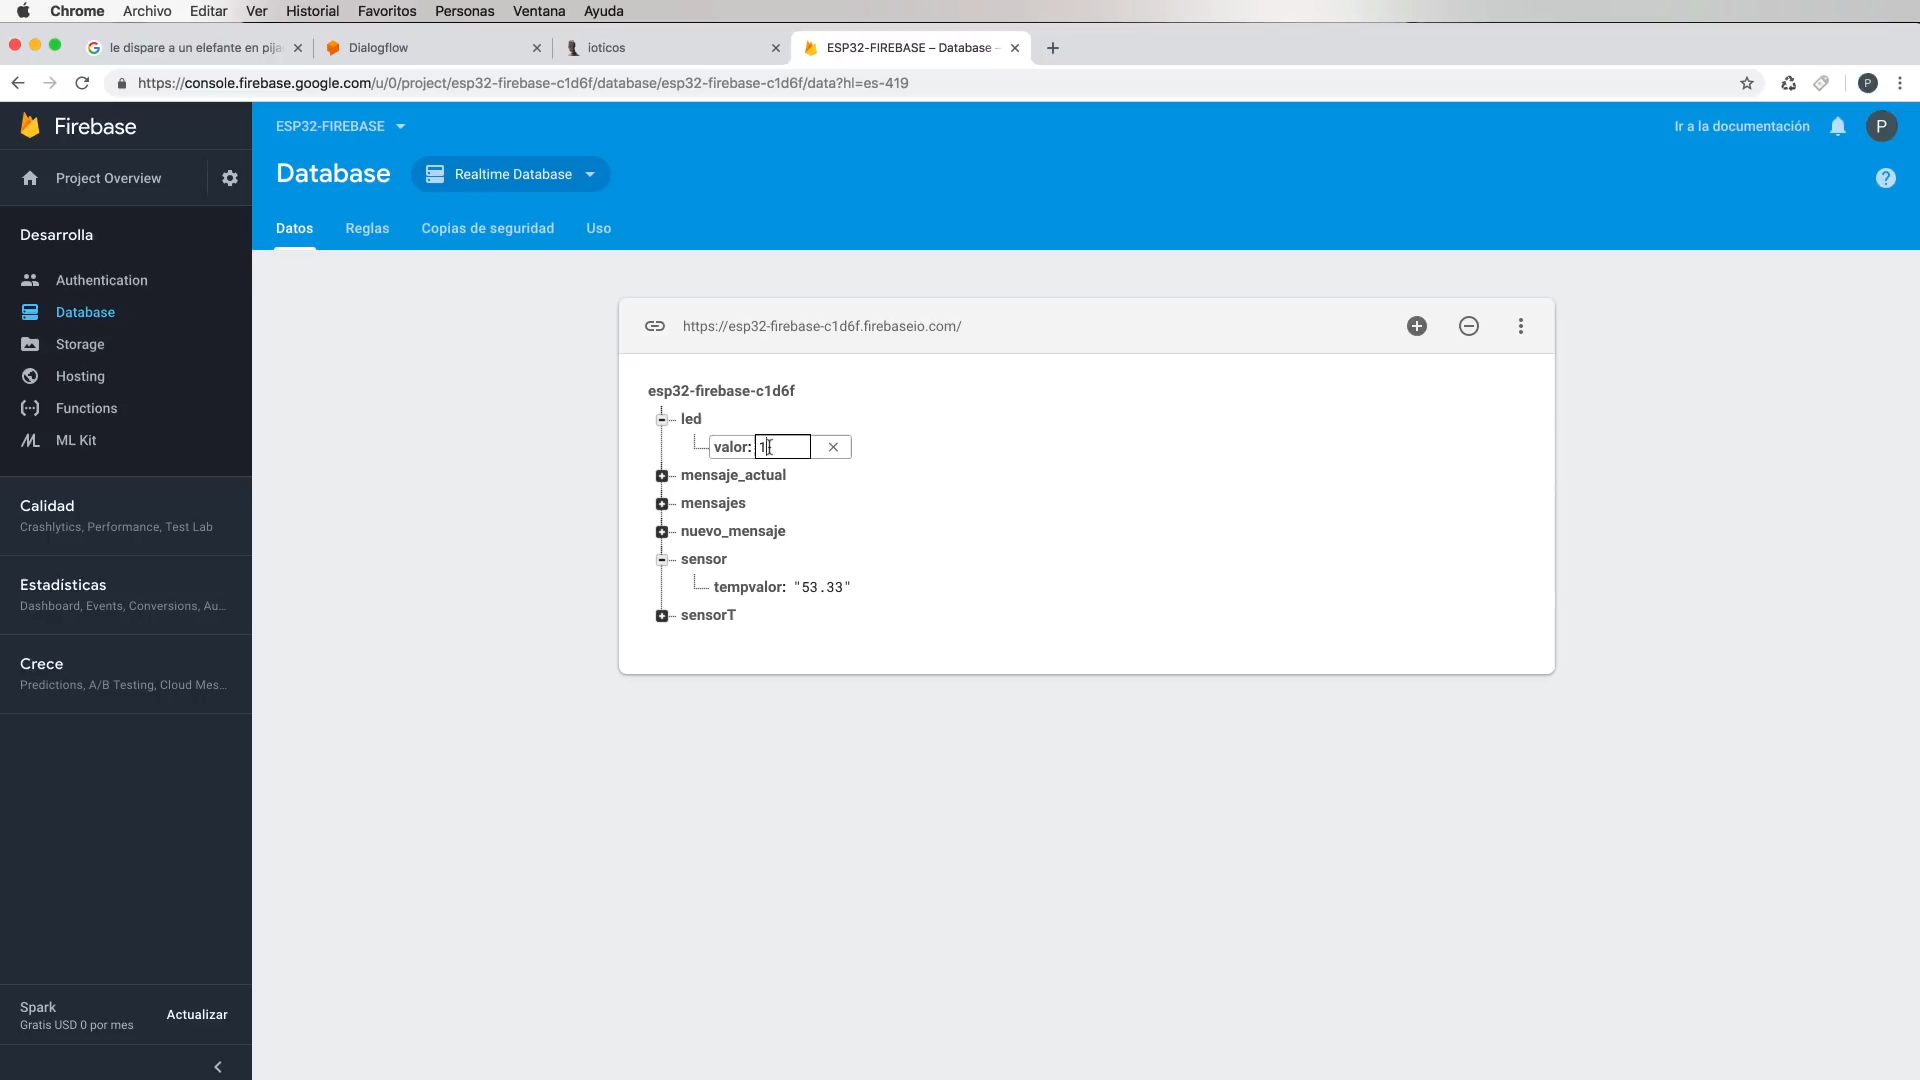 Chrome Archivo Editar Ver Historial Favoritos Personas Ventana Ayuda
le dispare a un elefante en pija
Dialogflow
ioticos
ESP32-FIREBASE – Database -
https://console.firebase.google.com/u/0/project/esp32-firebase-c1d6f/database/esp32-firebase-c1d6f/data?hl=es-419
P
Firebase
ESP32-FIREBASE
Ir a la documentación
P
Project Overview
Database
Realtime Database
Datos Reglas Copias de seguridad Uso
Desarrolla
Authentication
Database
Storage
Hosting
Functions
ML Kit
Calidad
Crashlytics, Performance, Test Lab
Estadísticas
Dashboard, Events, Conversions, Au...
Crece
Predictions, A/B Testing, Cloud Mes...
Spark
Gratis USD 0 por mes
Actualizar
https://esp32-firebase-c1d6f.firebaseio.com/
esp32-firebase-c1d6f
led
valor: 1
mensaje_actual
mensajes
nuevo_mensaje
sensor
tempvalor: "53.33"
sensorT